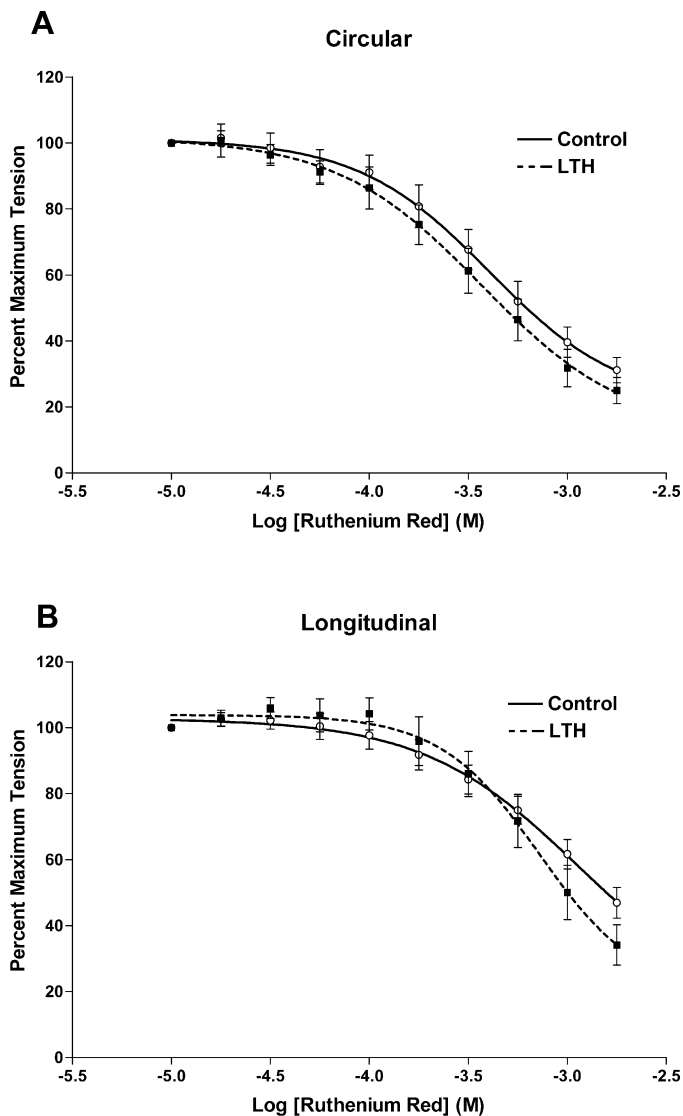 A
Circular
120
100
80
60
40
20
0
Percent Maximum Tension
Control
LTH
-5.5 -5.0 -4.5 -4.0 -3.5 -3.0 -2.5
Log [Ruthenium Red] (M)
B
Longitudinal
120
100
80
60
40
20
0
Percent Maximum Tension
Control
LTH
-5.5 -5.0 -4.5 -4.0 -3.5 -3.0 -2.5
Log [Ruthenium Red] (M)